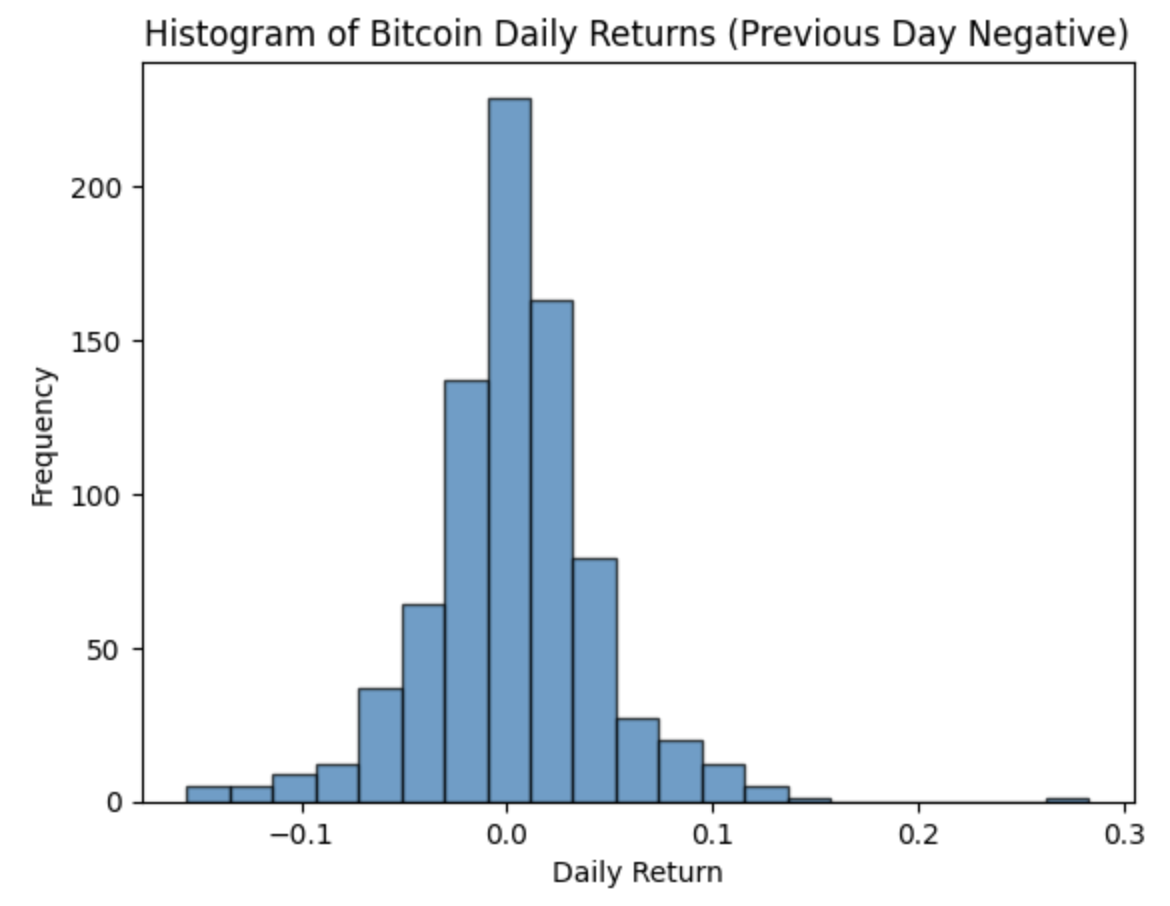 Histogram of Bitcoin Daily Returns (Previous Day Negative)
Frequency
200
150
100
50
0
−0.1 0.0 0.1 0.2 0.3
Daily Return